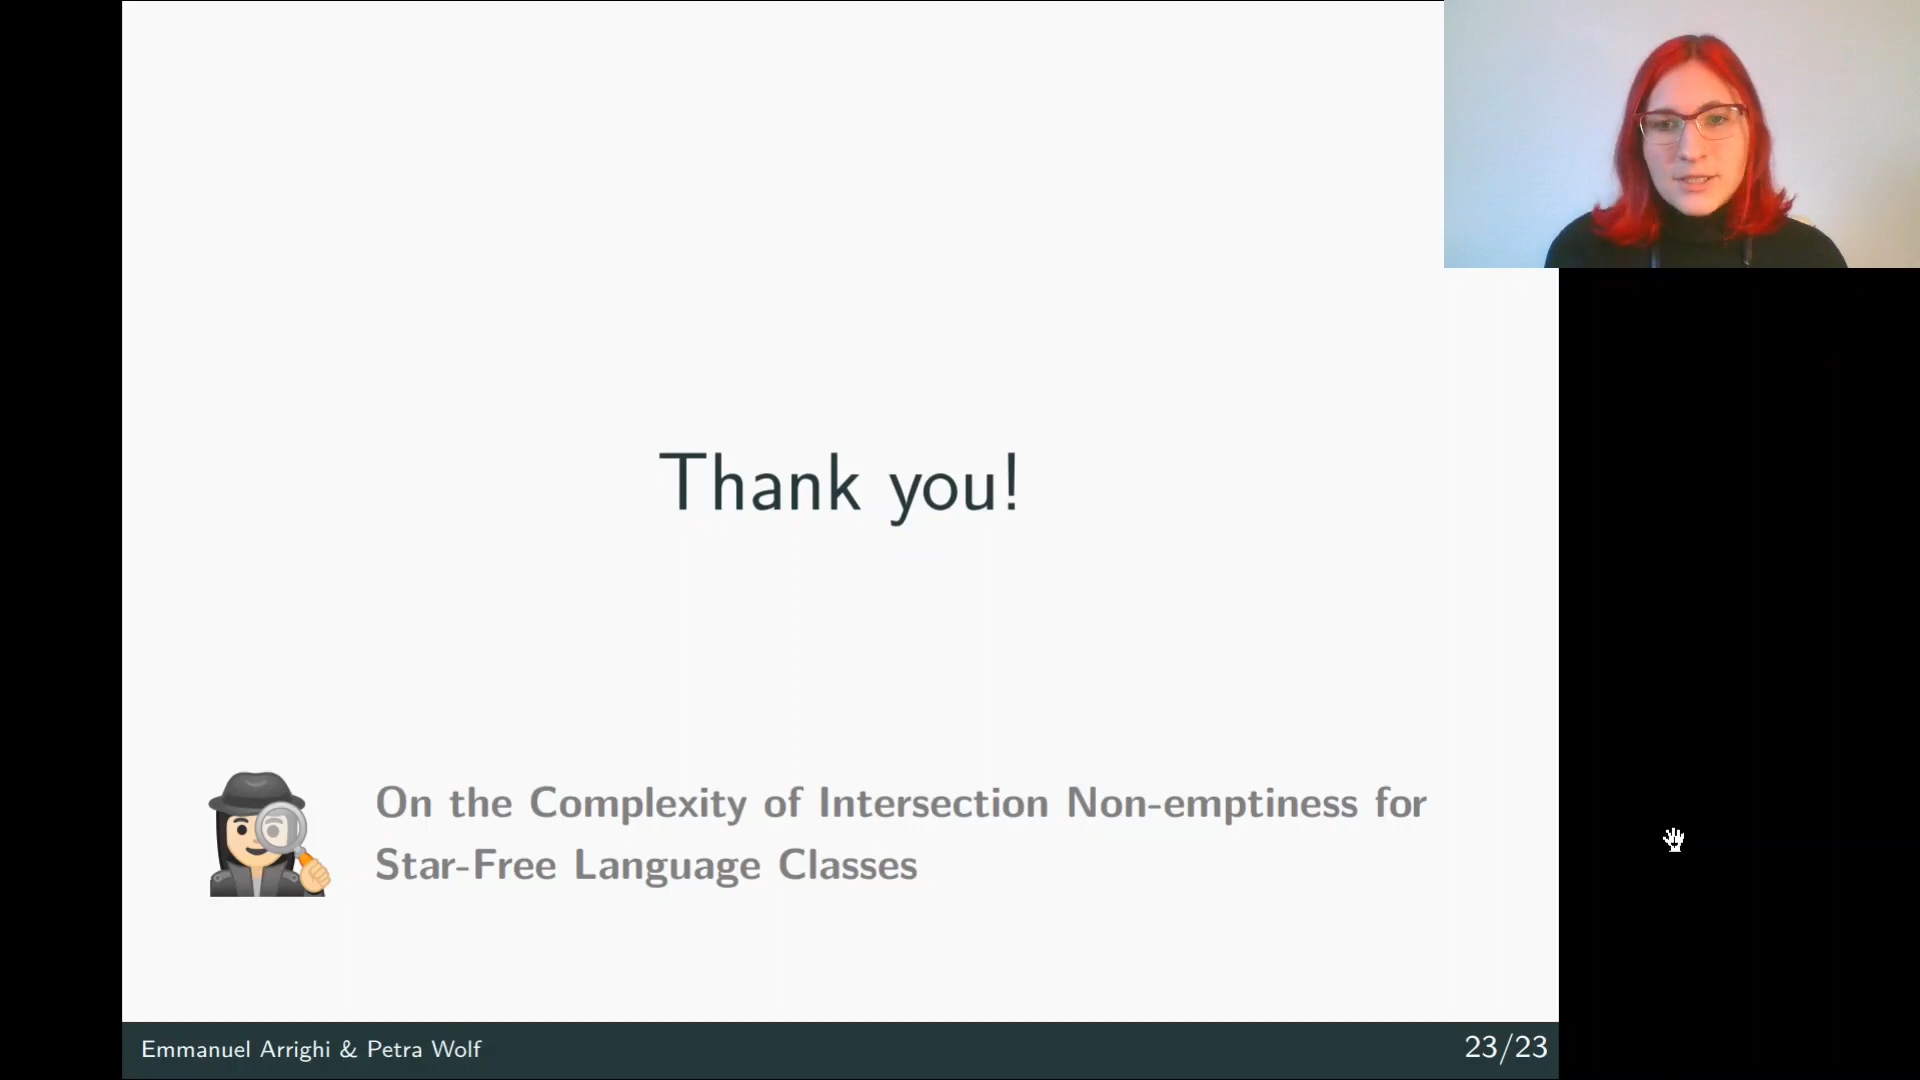 Thank you!
On the Complexity of Intersection Non-emptiness for
Star-Free Language Classes
Emmanuel Arrighi & Petra Wolf
23/23